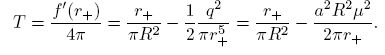 T = \frac{f'(r_+)}{4\pi} = \frac{r_+}{\pi R^2} - \frac{1}{2} \frac{q^2}{\pi r_+^5} = \frac{r_+}{\pi R^2} - \frac{a^2 R^2 \mu^2}{2\pi r_+}.